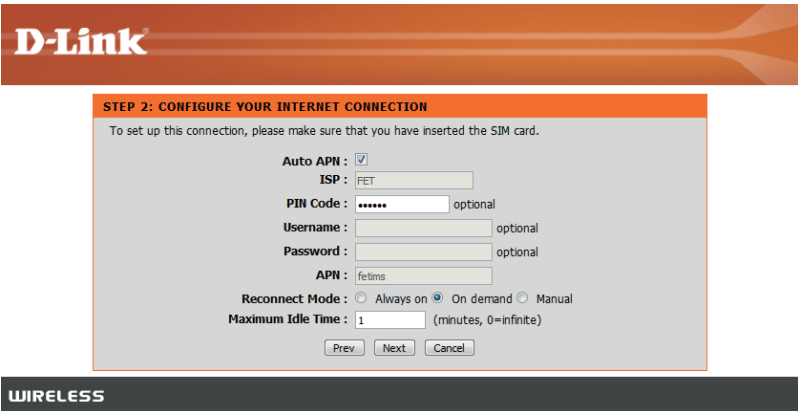 D-Link
STEP 2: CONFIGURE YOUR INTERNET CONNECTION
To set up this connection, please make sure that you have inserted the SIM card.
Auto APN :
ISP : FET
PIN Code : •••••• optional
Username : optional
Password : optional
APN : fetims
Reconnect Mode : Always on On demand Manual
Maximum Idle Time : 1 (minutes, 0=infinite)
Prev Next Cancel
WIRELESS